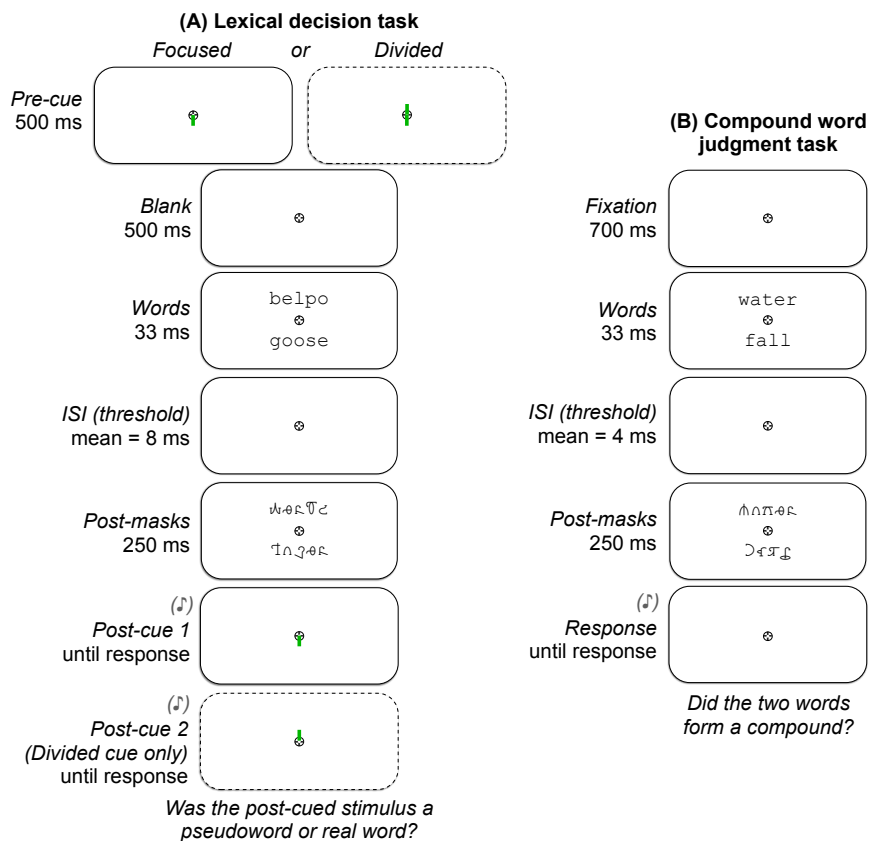 (A) Lexical decision task
Focused or Divided
Pre-cue
500 ms
Blank
500 ms
Words
33 ms
belpo
goose
ISI (threshold)
mean = 8 ms
Post-masks
250 ms
(♪)
Post-cue 1
until response
(♪)
Post-cue 2
(Divided cue only)
until response
Was the post-cued stimulus a
pseudoword or real word?
(B) Compound word
judgment task
Fixation
700 ms
Words
33 ms
water
fall
ISI (threshold)
mean = 4 ms
Post-masks
250 ms
(♪)
Response
until response
Did the two words
form a compound?